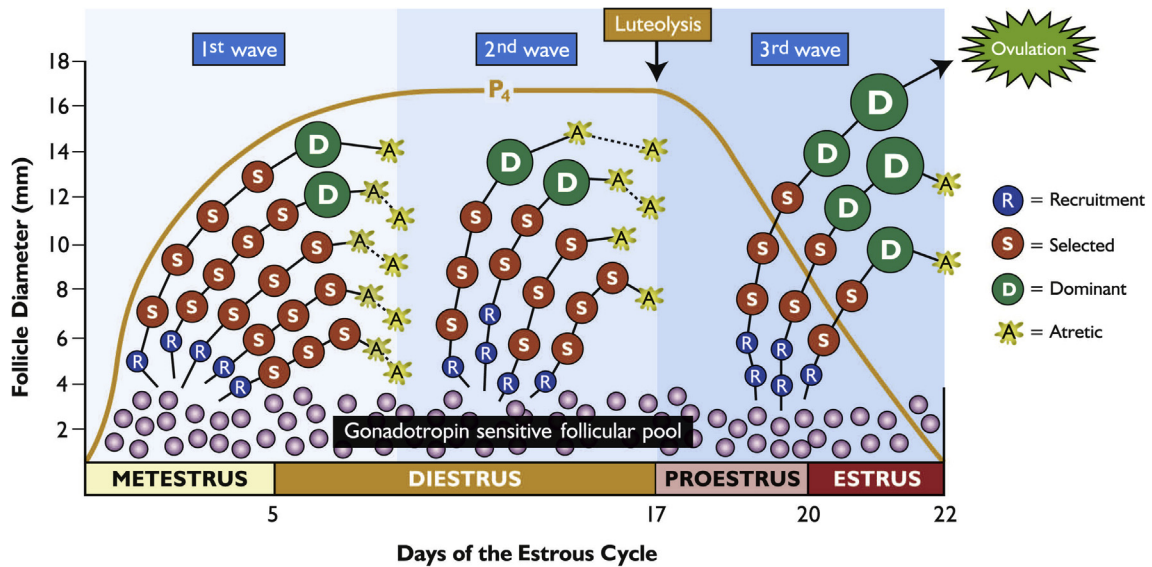 Luteolysis
1st wave
2nd wave
3rd wave
Ovulation
Follicle Diameter (mm)
18
16
14
12
10
8
6
4
2
P4
D A
S D A A
S S S A A
S S S S A A
S S S S S A A
R R R R R
D A A
S D A A
S S S A
S R S S A
R R S S
R R
D
D D A
S S D D A
S S S S
R R R S
R R R
Gonadotropin sensitive follicular pool
METESTRUS
DIESTRUS
PROESTRUS
ESTRUS
5
17
20
22
Days of the Estrous Cycle
R = Recruitment
S = Selected
D = Dominant
A = Atretic